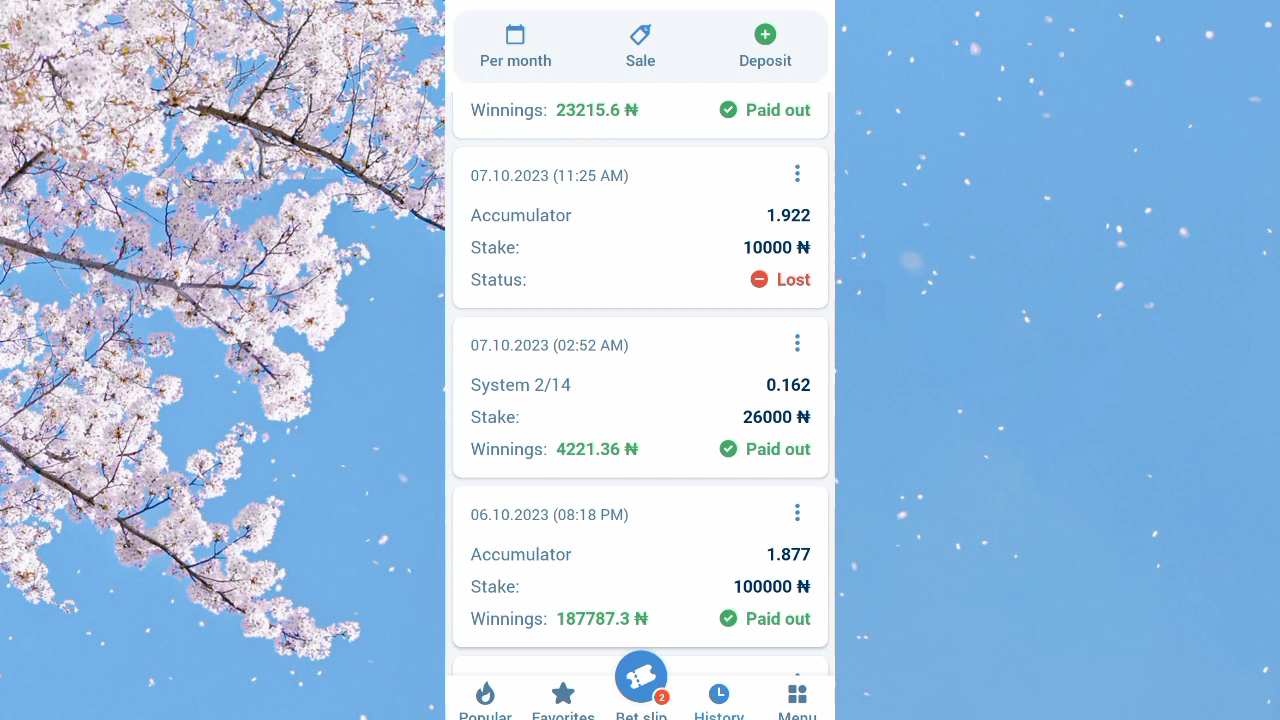 Per month Sale Deposit
Winnings: 23215.6 ₦ Paid out
07.10.2023 (11:25 AM)
Accumulator 1.922
Stake: 10000 ₦
Status: Lost
07.10.2023 (02:52 AM)
System 2/14 0.162
Stake: 26000 ₦
Winnings: 4221.36 ₦ Paid out
06.10.2023 (08:18 PM)
Accumulator 1.877
Stake: 100000 ₦
Winnings: 187787.3 ₦ Paid out
2
Popular Favorites Bet slip History Menu